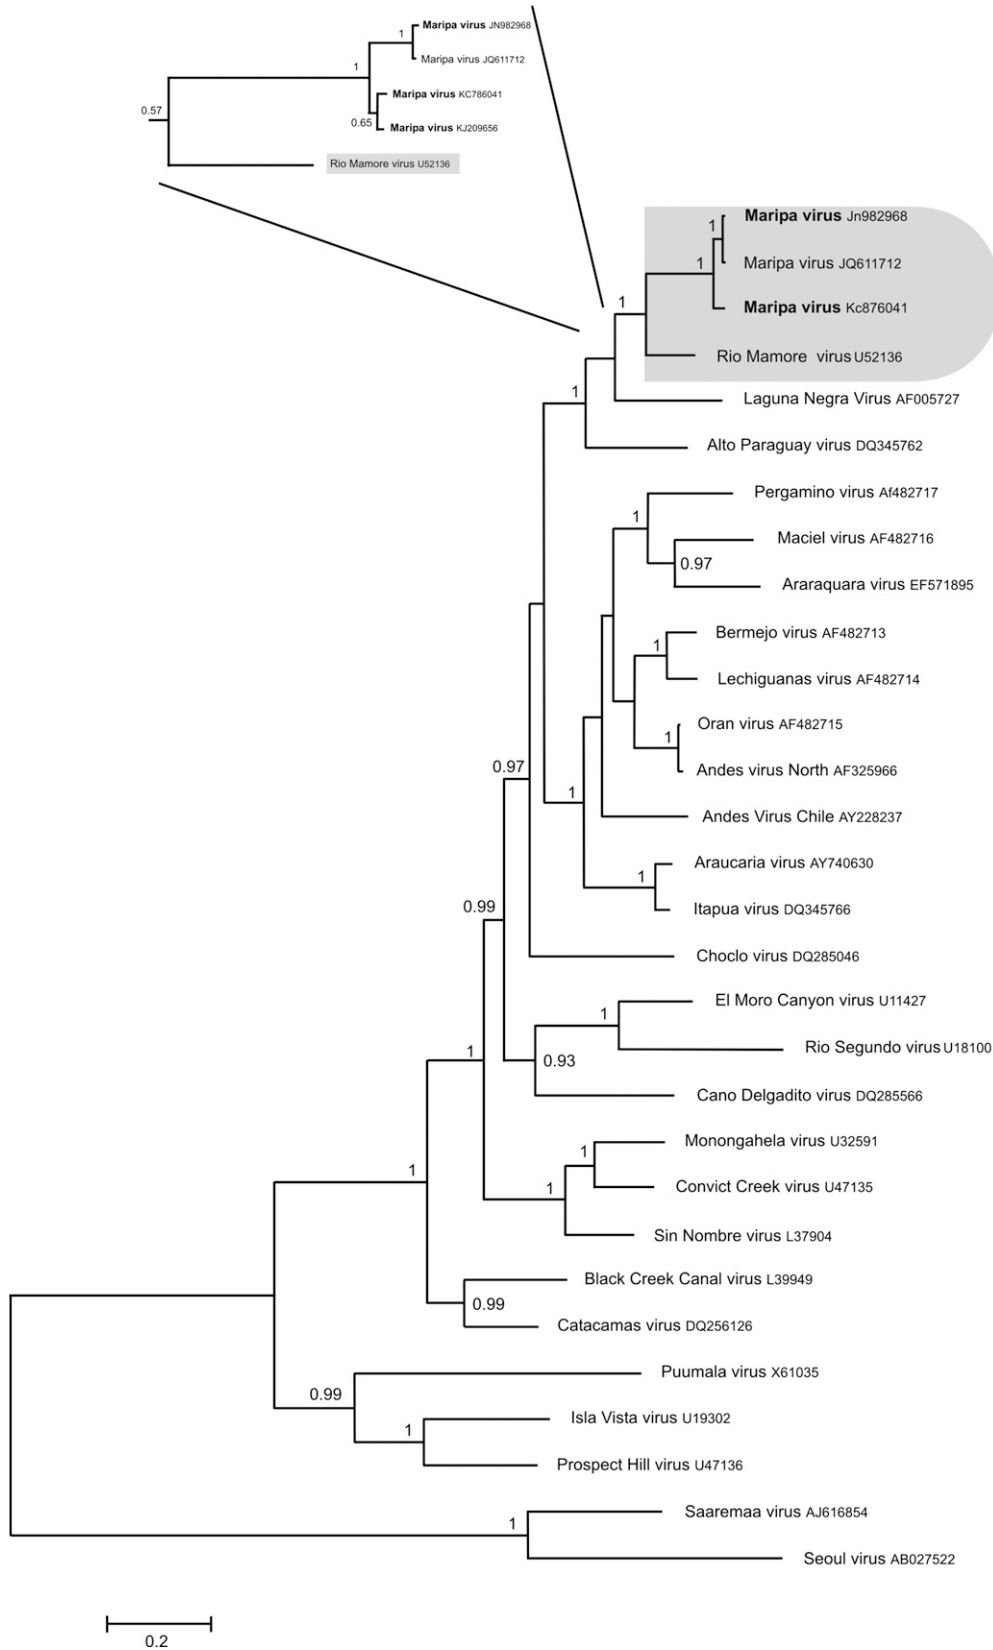 Maripa virus JN982968
1
Maripa virus JQ611712
1
Maripa virus KC786041
0.57
0.65
Maripa virus KJ209656
Rio Mamore virus U52136
Maripa virus Jn982968
1
Maripa virus JQ611712
1
1
Maripa virus Kc876041
Rio Mamore virus U52136
1
Laguna Negra Virus AF005727
Alto Paraguay virus DQ345762
Pergamino virus Af482717
1
Maciel virus AF482716
0.97
Araraquara virus EF571895
Bermejo virus AF482713
1
Lechiguanas virus AF482714
Oran virus AF482715
1
Andes virus North AF325966
0.97
1
Andes Virus Chile AY228237
Araucaria virus AY740630
1
0.99
Itapua virus DQ345766
Choclo virus DQ285046
El Moro Canyon virus U11427
1
Rio Segundo virus U18100
1
0.93
Cano Delgadito virus DQ285566
Monongahela virus U32591
1
1
1
Convict Creek virus U47135
Sin Nombre virus L37904
Black Creek Canal virus L39949
0.99
Catacamas virus DQ256126
Puumala virus X61035
0.99
Isla Vista virus U19302
1
Prospect Hill virus U47136
Saaremaa virus AJ616854
1
Seoul virus AB027522
0.2